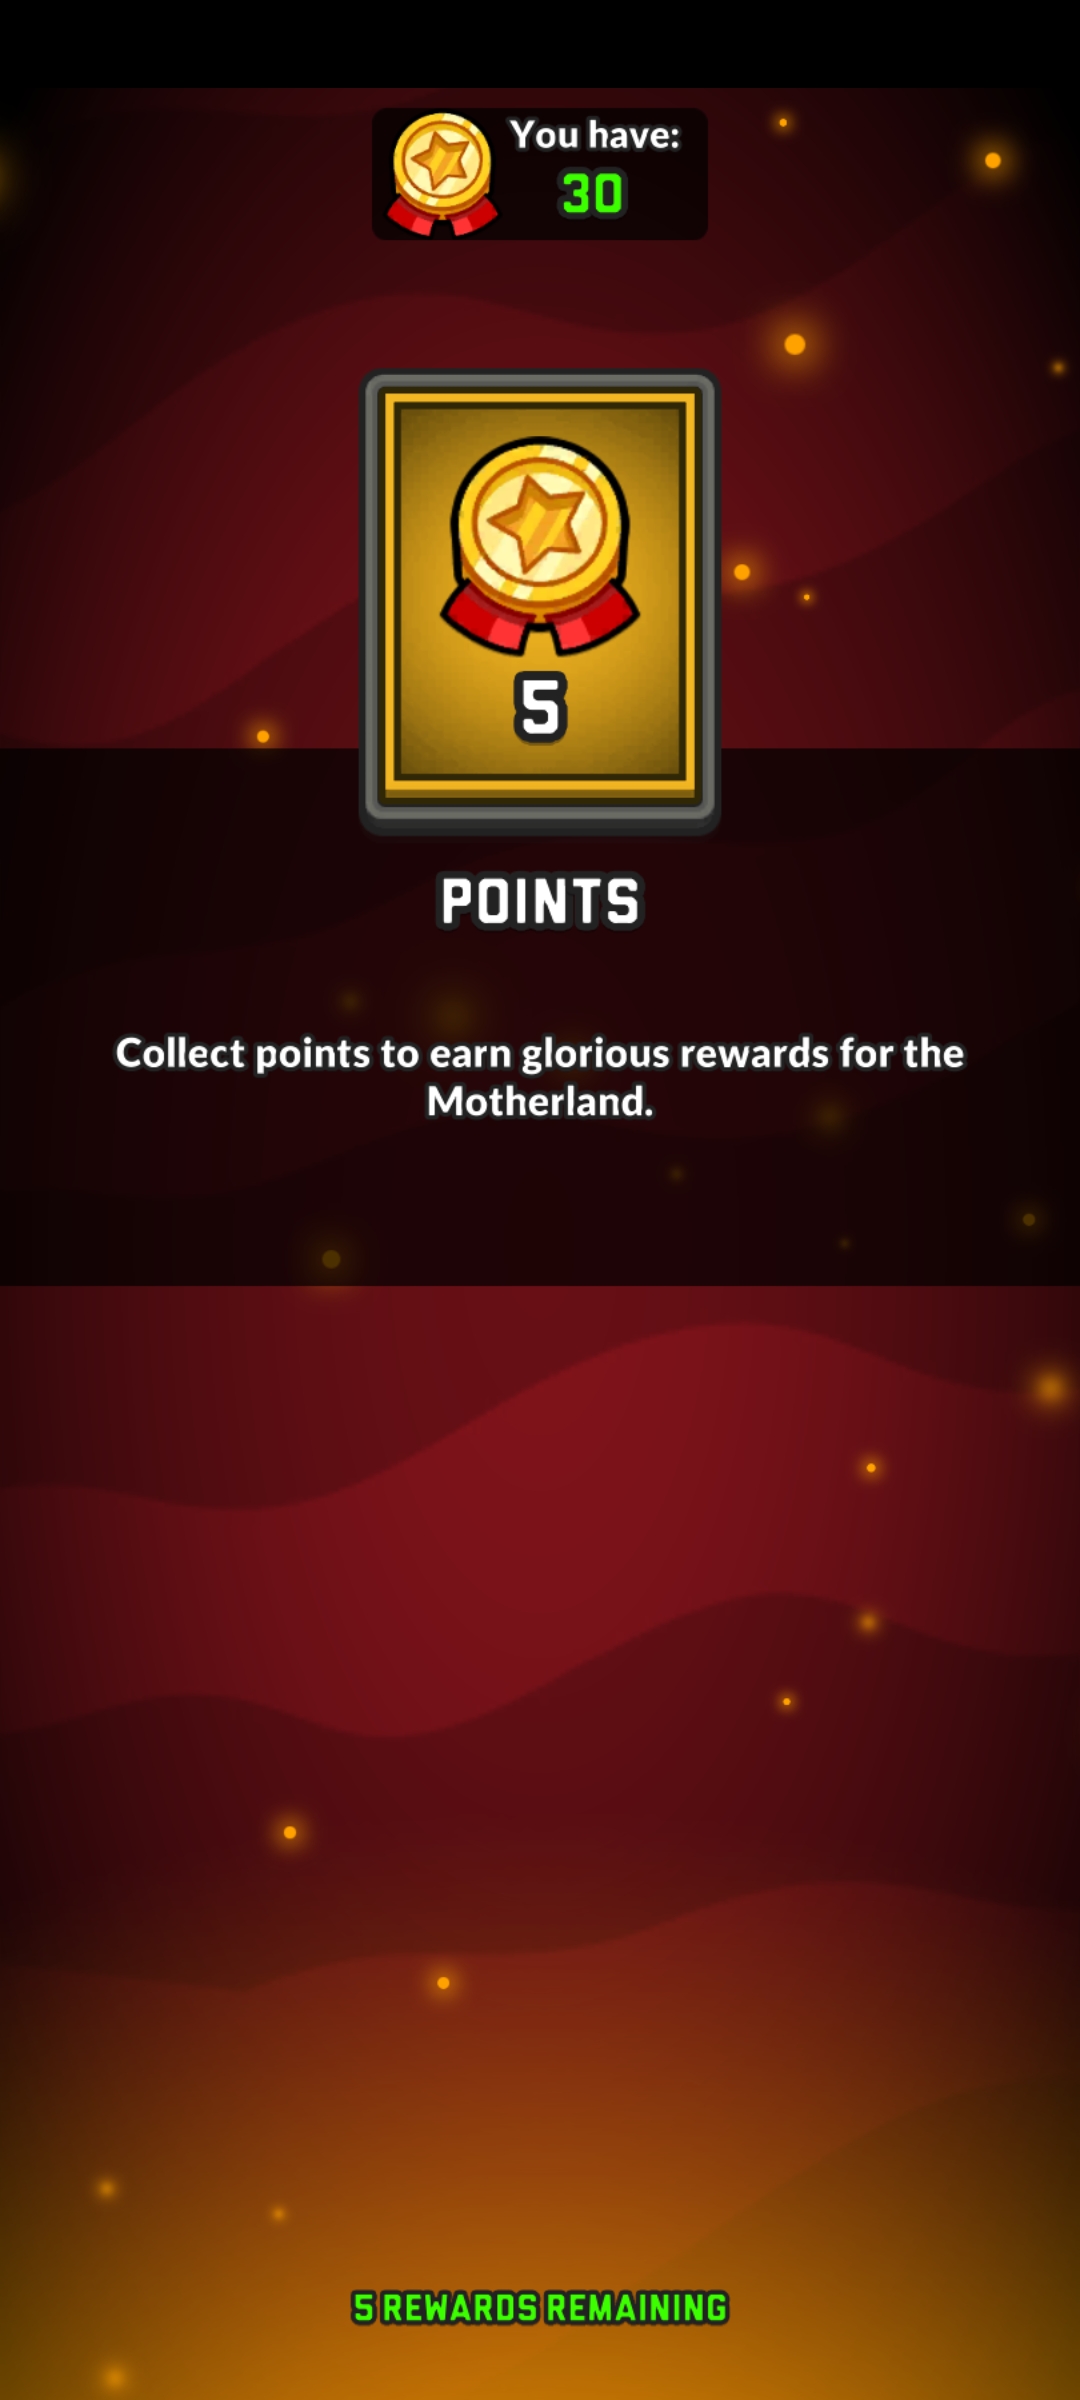 You have:
30
5
POINTS
Collect points to earn glorious rewards for the
Motherland.
5 REWARDS REMAINING